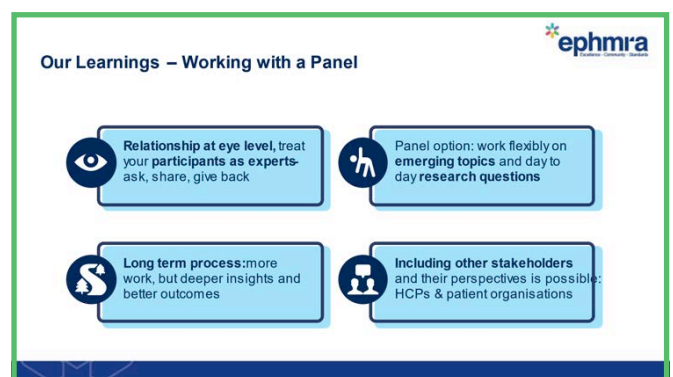 ephmra
Excellence · Community · Standards
Our Learnings – Working with a Panel
Relationship at eye level, treat
your participants as experts-
ask, share, give back
Panel option: work flexibly on
emerging topics and day to
day research questions
Long term process:more
work, but deeper insights and
better outcomes
Including other stakeholders
and their perspectives is possible:
HCPs & patient organisations